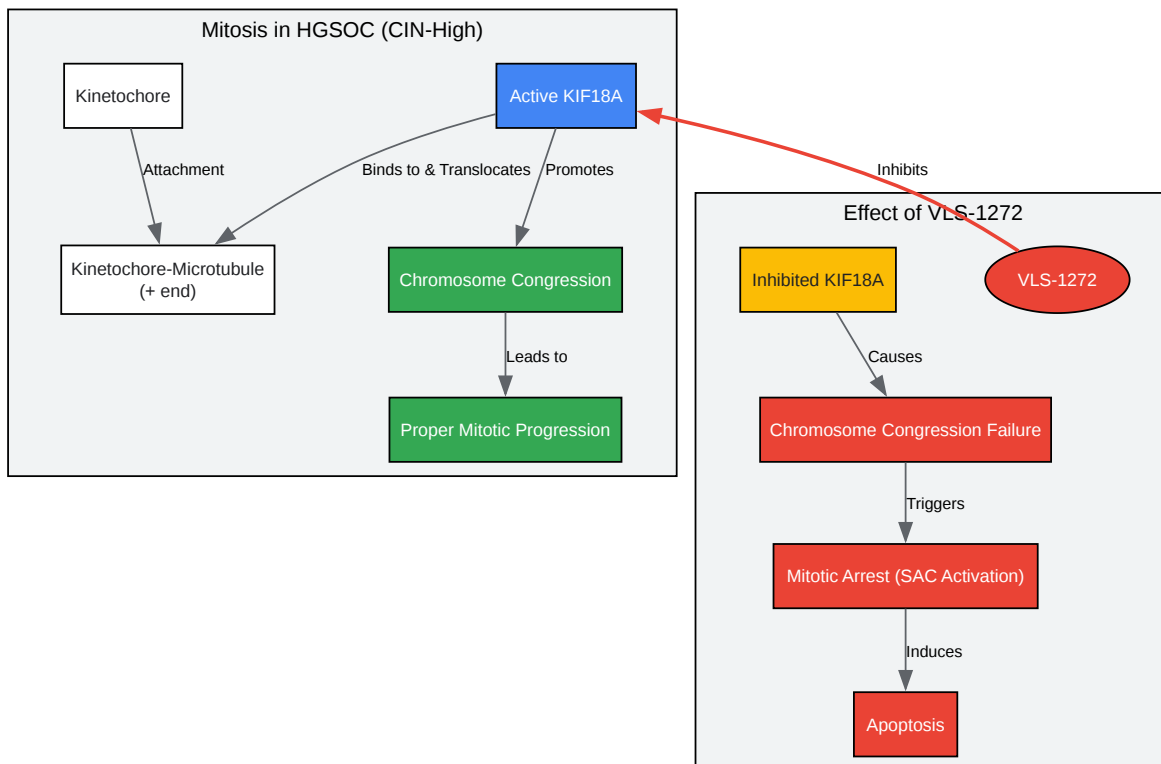 Mitosis in HGSOC (CIN-High)
Kinetochore
Active KIF18A
Attachment
Binds to & Translocates
Promotes
Inhibits
Kinetochore-Microtubule
(+ end)
Chromosome Congression
Leads to
Proper Mitotic Progression
Effect of VLS-1272
Inhibited KIF18A
VLS-1272
Causes
Chromosome Congression Failure
Triggers
Mitotic Arrest (SAC Activation)
Induces
Apoptosis